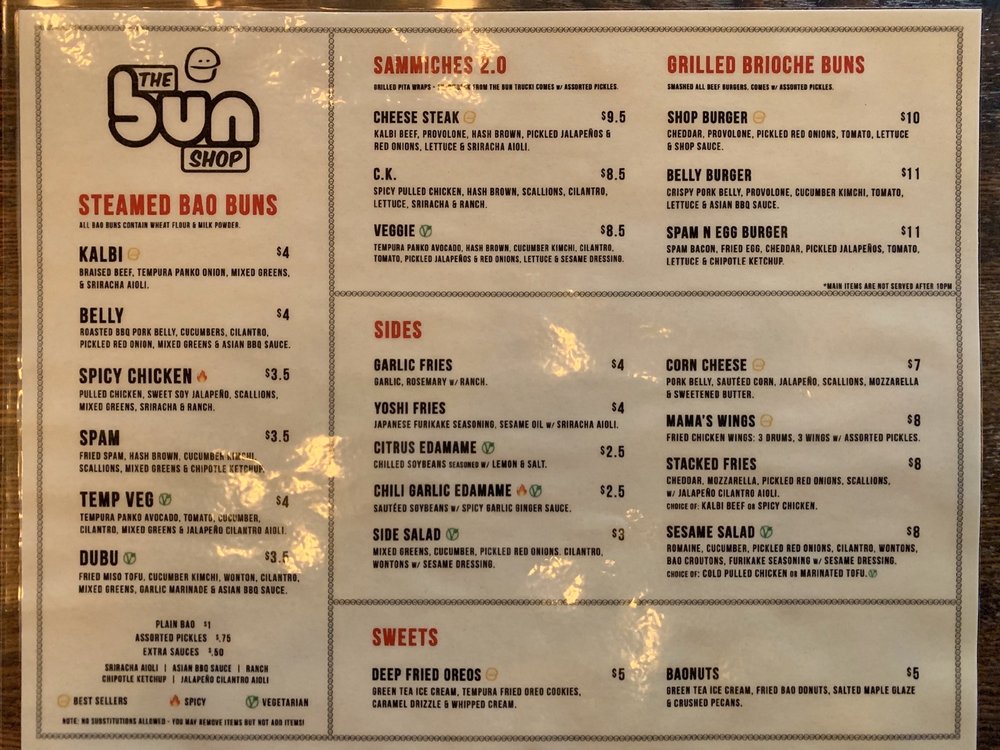 THE
bun
SHOP
STEAMED BAO BUNS
ALL BAO BUNS CONTAIN WHEAT FLOUR & MILK POWDER.
KALBI $4
BRAISED BEEF, TEMPURA PANKO ONION, MIXED GREENS,
& SRIRACHA AIOLI.
BELLY $4
ROASTED BBQ PORK BELLY, CUCUMBERS, CILANTRO,
PICKLED RED ONION, MIXED GREENS & ASIAN BBQ SAUCE.
SPICY CHICKEN $3.5
PULLED CHICKEN, SWEET SOY JALAPEÑO, SCALLIONS,
MIXED GREENS, SRIRACHA & RANCH.
SPAM $3.5
FRIED SPAM, HASH BROWN, CUCUMBER KIMCHI,
SCALLIONS, MIXED GREENS & CHIPOTLE KETCHUP.
TEMP VEG $4
TEMPURA PANKO AVOCADO, TOMATO, CUCUMBER,
CILANTRO, MIXED GREENS & JALAPEÑO CILANTRO AIOLI.
DUBU $3.5
FRIED MISO TOFU, CUCUMBER KIMCHI, WONTON, CILANTRO,
MIXED GREENS, GARLIC MARINADE & ASIAN BBQ SAUCE.
PLAIN BAO $1
ASSORTED PICKLES $.75
EXTRA SAUCES $.50
SRIRACHA AIOLI | ASIAN BBQ SAUCE | RANCH
CHIPOTLE KETCHUP | JALAPEÑO CILANTRO AIOLI
BEST SELLERS SPICY VEGETARIAN
NOTE: NO SUBSTITUTIONS ALLOWED - YOU MAY REMOVE ITEMS BUT NOT ADD ITEMS!
SAMMICHES 2.0
GRILLED PITA WRAPS - FROM THE BUN TRUCK! COMES W/ ASSORTED PICKLES.
CHEESE STEAK $9.5
KALBI BEEF, PROVOLONE, HASH BROWN, PICKLED JALAPEÑOS &
RED ONIONS, LETTUCE & SRIRACHA AIOLI.
C.K. $8.5
SPICY PULLED CHICKEN, HASH BROWN, SCALLIONS, CILANTRO,
LETTUCE, SRIRACHA & RANCH.
VEGGIE $8.5
TEMPURA PANKO AVOCADO, HASH BROWN, CUCUMBER KIMCHI, CILANTRO,
TOMATO, PICKLED JALAPEÑOS & RED ONIONS, LETTUCE & SESAME DRESSING.
GRILLED BRIOCHE BUNS
SMASHED ALL BEEF BURGERS, COMES W/ ASSORTED PICKLES.
SHOP BURGER $10
CHEDDAR, PROVOLONE, PICKLED RED ONIONS, TOMATO, LETTUCE
& SHOP SAUCE.
BELLY BURGER $11
CRISPY PORK BELLY, PROVOLONE, CUCUMBER KIMCHI, TOMATO,
LETTUCE & ASIAN BBQ SAUCE.
SPAM N EGG BURGER $11
SPAM BACON, FRIED EGG, CHEDDAR, PICKLED JALAPEÑOS, TOMATO,
LETTUCE & CHIPOTLE KETCHUP.
*MAIN ITEMS ARE NOT SERVED AFTER 10PM
SIDES
GARLIC FRIES $4
GARLIC, ROSEMARY W/ RANCH.
YOSHI FRIES $4
JAPANESE FURIKAKE SEASONING, SESAME OIL W/ SRIRACHA AIOLI.
CITRUS EDAMAME $2.5
CHILLED SOYBEANS SEASONED W/ LEMON & SALT.
CHILI GARLIC EDAMAME $2.5
SAUTÉED SOYBEANS W/ SPICY GARLIC GINGER SAUCE.
SIDE SALAD $3
MIXED GREENS, CUCUMBER, PICKLED RED ONIONS, CILANTRO,
WONTONS W/ SESAME DRESSING.
CORN CHEESE $7
PORK BELLY, SAUTÉED CORN, JALAPEÑO, SCALLIONS, MOZZARELLA
& SWEETENED BUTTER.
MAMA'S WINGS $8
FRIED CHICKEN WINGS: 3 DRUMS, 3 WINGS W/ ASSORTED PICKLES.
STACKED FRIES $8
CHEDDAR, MOZZARELLA, PICKLED RED ONIONS, SCALLIONS,
W/ JALAPEÑO CILANTRO AIOLI.
CHOICE OF: KALBI BEEF OR SPICY CHICKEN.
SESAME SALAD $8
ROMAINE, CUCUMBER, PICKLED RED ONIONS, CILANTRO, WONTONS,
BAO CROUTONS, FURIKAKE SEASONING W/ SESAME DRESSING.
CHOICE OF: COLD PULLED CHICKEN OR MARINATED TOFU.
SWEETS
DEEP FRIED OREOS $5
GREEN TEA ICE CREAM, TEMPURA FRIED OREO COOKIES,
CARAMEL DRIZZLE & WHIPPED CREAM.
BAONUTS $5
GREEN TEA ICE CREAM, FRIED BAO DONUTS, SALTED MAPLE GLAZE
& CRUSHED PECANS.